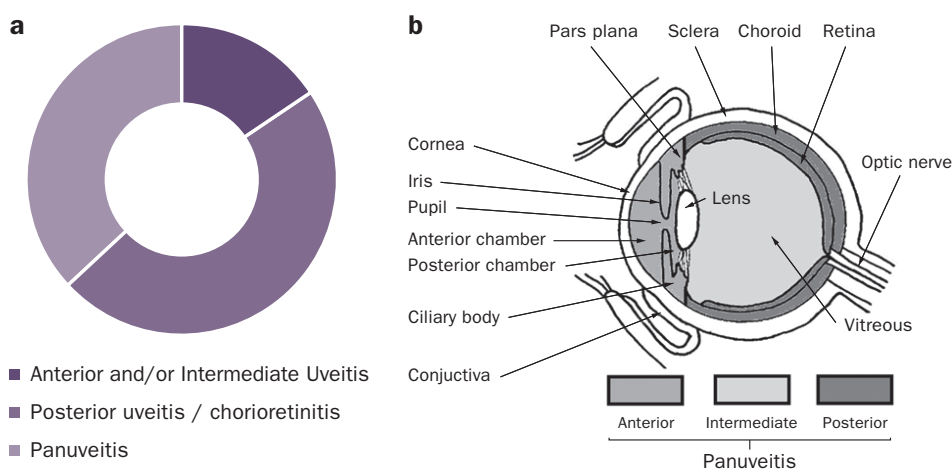 a
Anterior and/or Intermediate Uveitis
Posterior uveitis / chorioretinitis
Panuveitis
b
Pars plana
Sclera
Choroid
Retina
Cornea
Iris
Pupil
Anterior chamber
Posterior chamber
Ciliary body
Conjuctiva
Lens
Optic nerve
Vitreous
Anterior
Intermediate
Posterior
Panuveitis